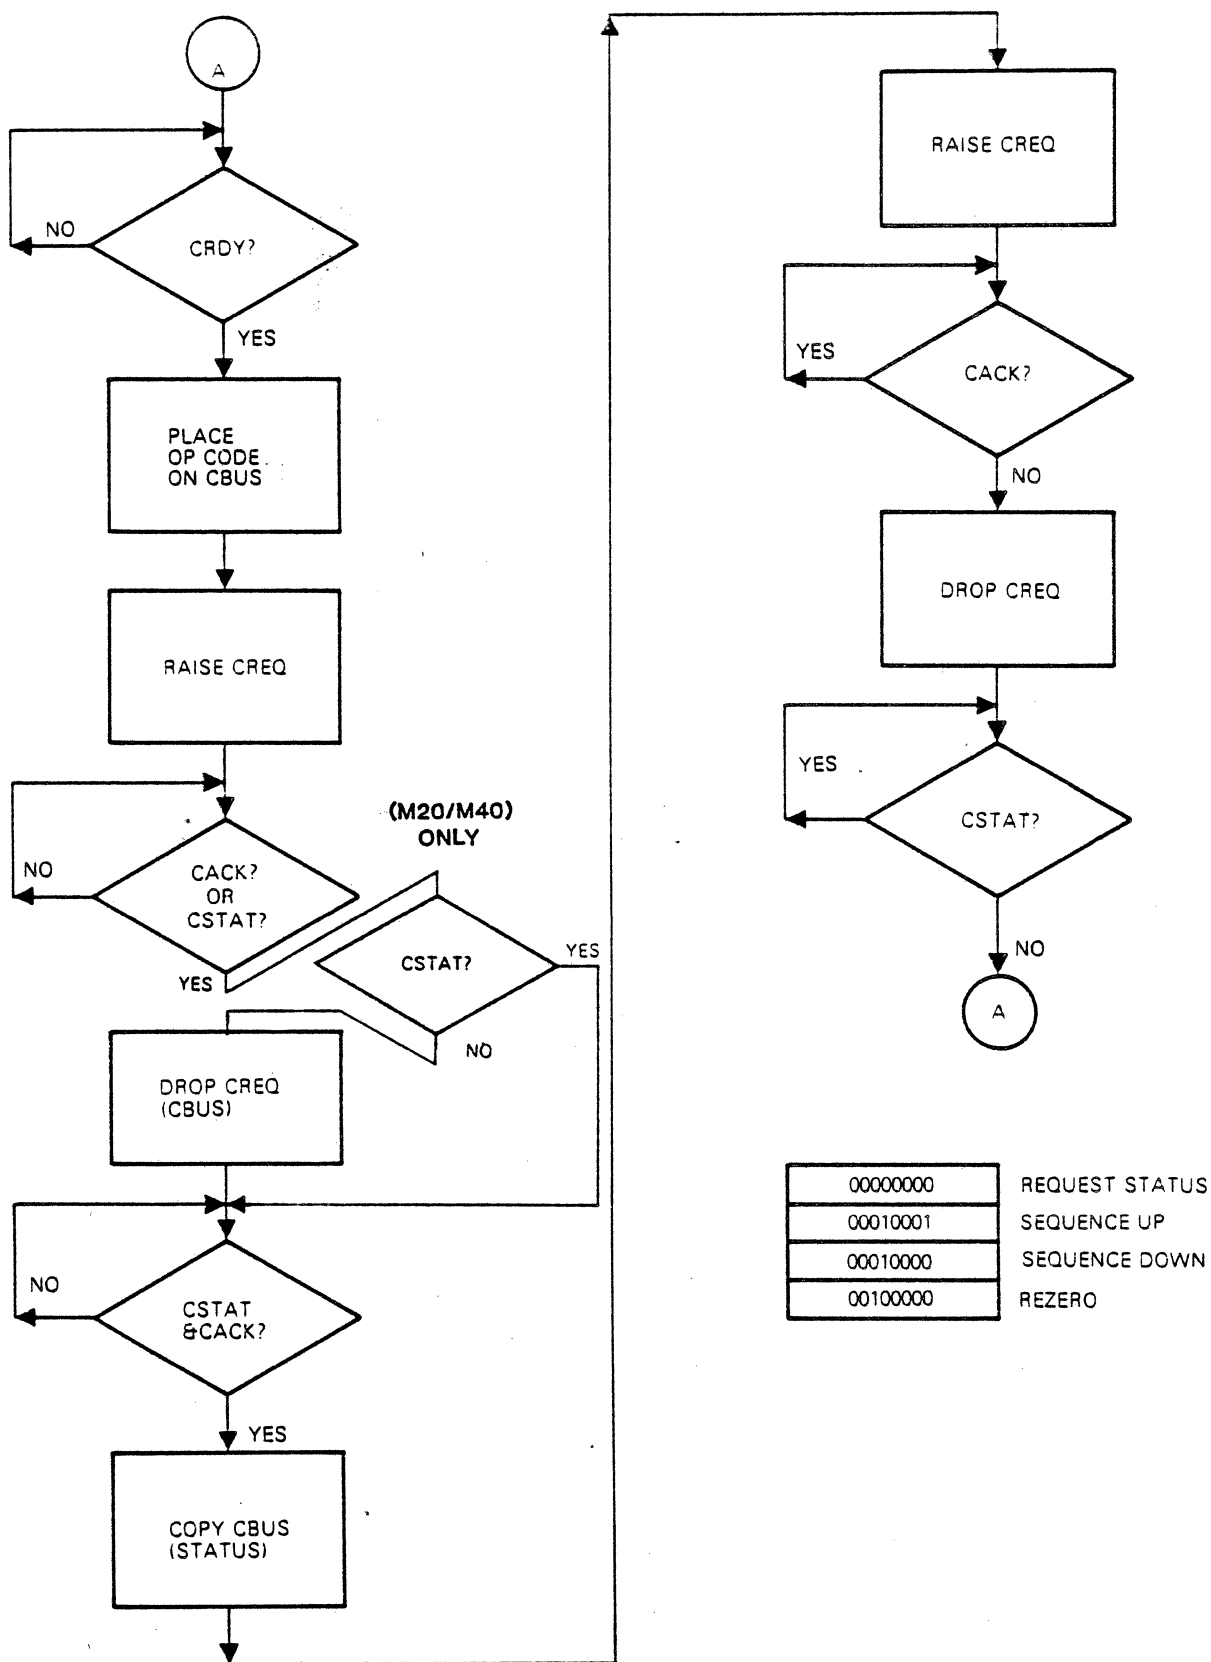 A
NO
CRDY?
YES
PLACE
OP CODE
ON CBUS
RAISE CREQ
NO
CACK?
OR
CSTAT?
YES
(M20/M40)
ONLY
CSTAT?
YES
NO
DROP CREQ
(CBUS)
NO
CSTAT
&CACK?
YES
COPY CBUS
(STATUS)
RAISE CREQ
YES
CACK?
NO
DROP CREQ
YES
CSTAT?
NO
A
00000000 REQUEST STATUS
00010001 SEQUENCE UP
00010000 SEQUENCE DOWN
00100000 REZERO